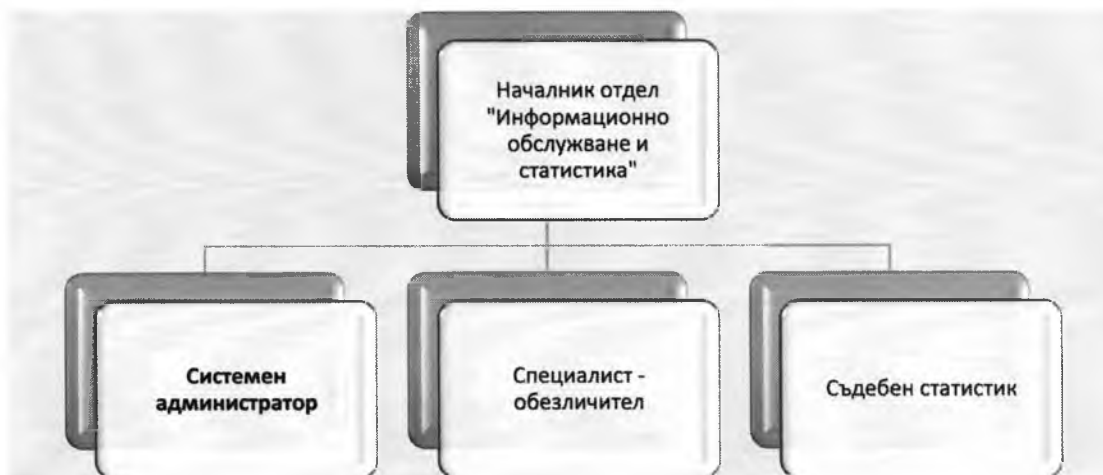 Началник отдел
"Информационно
обслужване и
статистика"
Системен
администратор
Специалист -
обезличител
Съдебен статистик